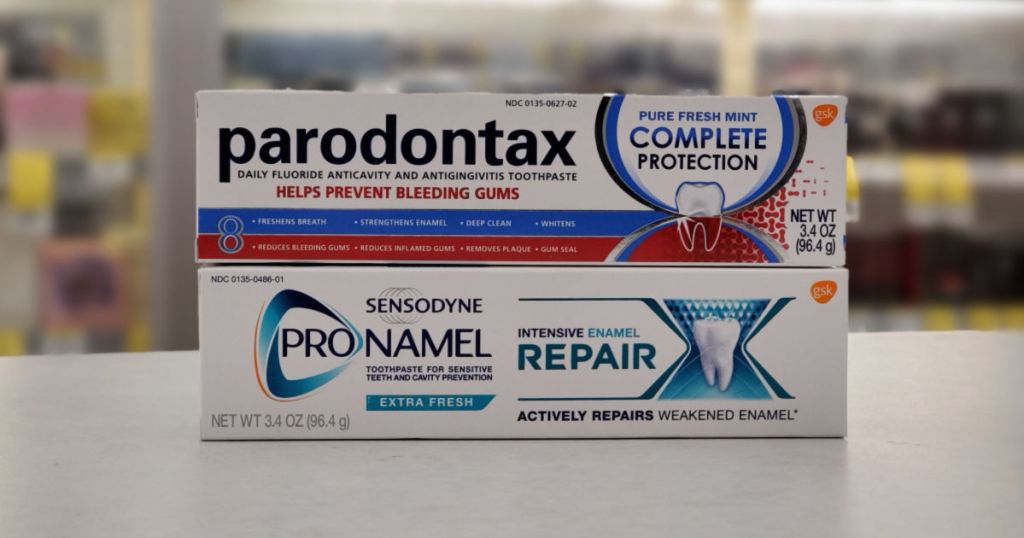 NDC 0135-0627-02
parodontax
DAILY FLUORIDE ANTICAVITY AND ANTIGINGIVITIS TOOTHPASTE
HELPS PREVENT BLEEDING GUMS
8
• FRESHENS BREATH • STRENGTHENS ENAMEL • DEEP CLEAN • WHITENS
• REDUCES BLEEDING GUMS • REDUCES INFLAMED GUMS • REMOVES PLAQUE • GUM SEAL
PURE FRESH MINT
COMPLETE
PROTECTION
gsk
NET WT
3.4 OZ
(96.4 g)
NDC 0135-0486-01
SENSODYNE
PRONAMEL
TOOTHPASTE FOR SENSITIVE
TEETH AND CAVITY PREVENTION
EXTRA FRESH
NET WT 3.4 OZ (96.4 g)
INTENSIVE ENAMEL
REPAIR
ACTIVELY REPAIRS WEAKENED ENAMEL*
gsk